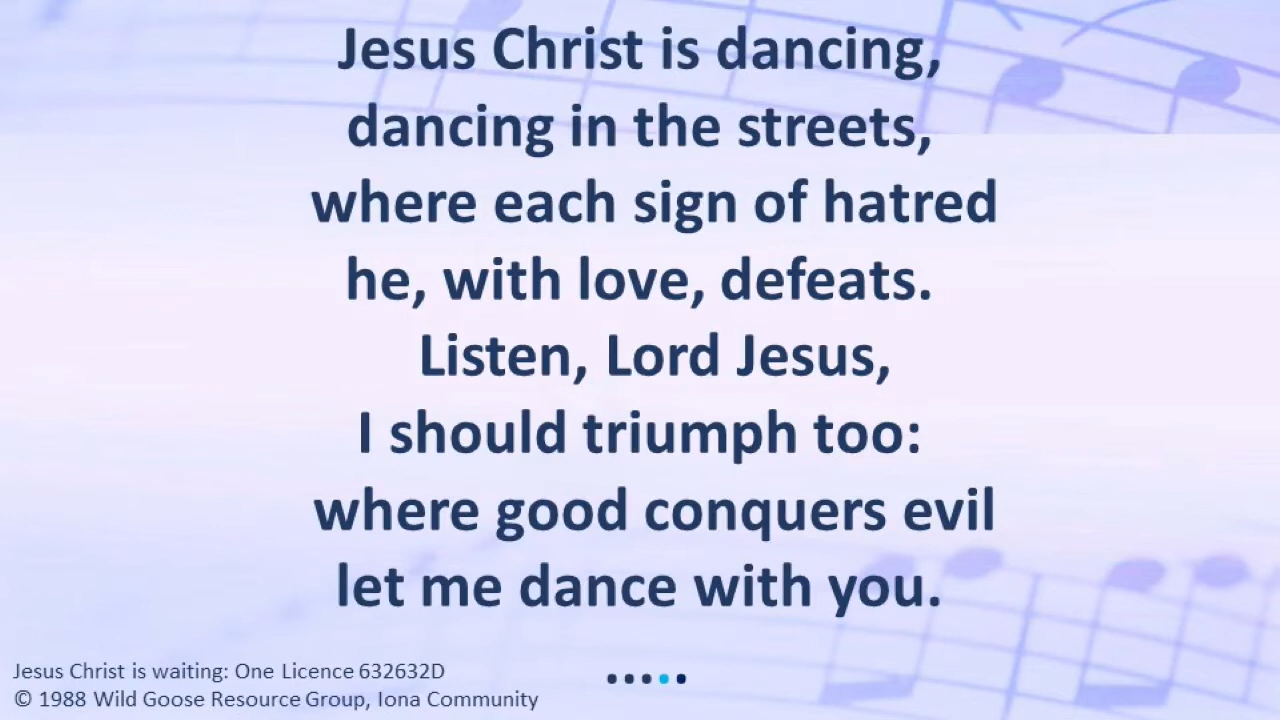 Jesus Christ is dancing,
dancing in the streets,
where each sign of hatred
he, with love, defeats.
Listen, Lord Jesus,
I should triumph too:
where good conquers evil
let me dance with you.
Jesus Christ is waiting: One Licence 632632D
© 1988 Wild Goose Resource Group, Iona Community